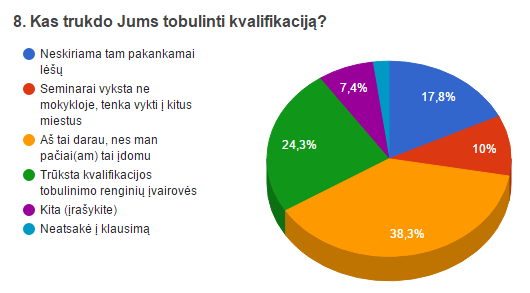 8. Kas trukdo Jums tobulinti kvalifikaciją?
Neskiriama tam pakankamai
lėšų
Seminarai vyksta ne
mokykloje, tenka vykti į kitus
miestus
Aš tai darau, nes man
pačiai(am) tai įdomu
Trūksta kvalifikacijos
tobulinimo renginių įvairovės
Kita (įrašykite)
Neatsakė į klausimą
17,8%
10%
38,3%
24,3%
7,4%